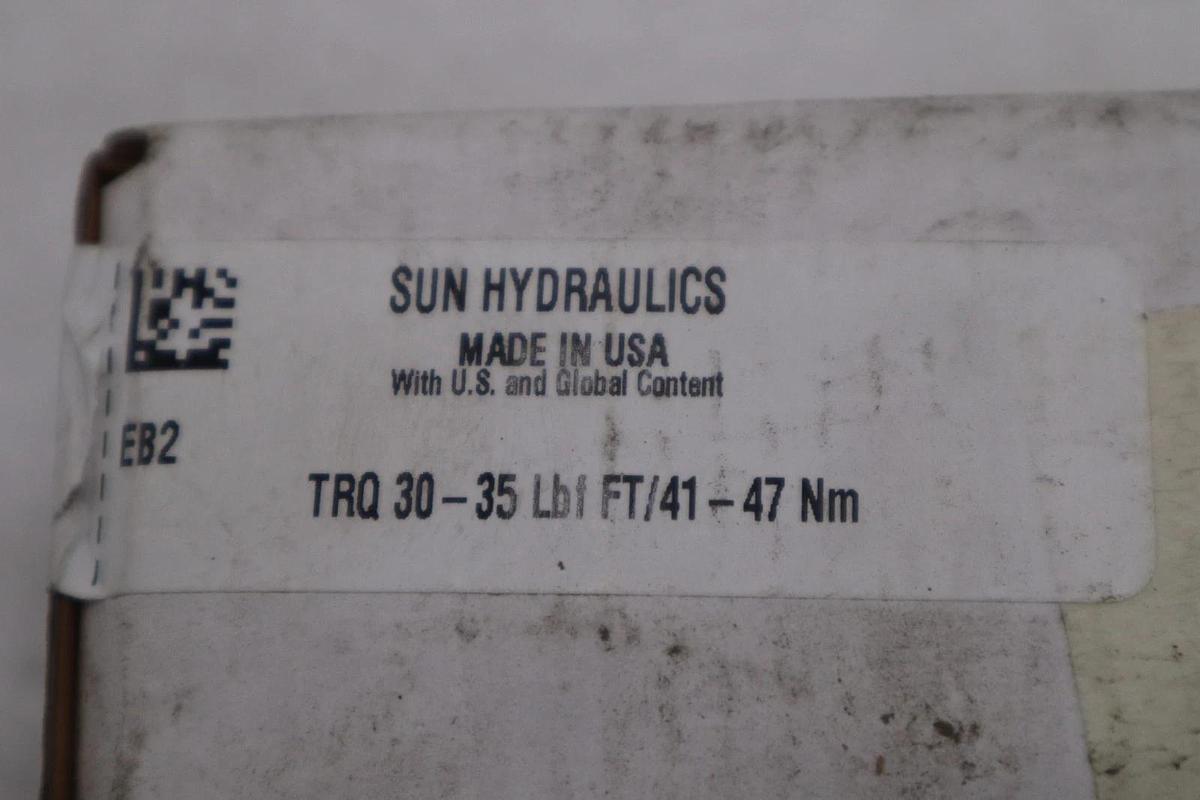 SUN HYDRAULICS
MADE IN USA
With U.S. and Global Content
EB2
TRQ 30 – 35 Lbf FT/41 – 47 Nm